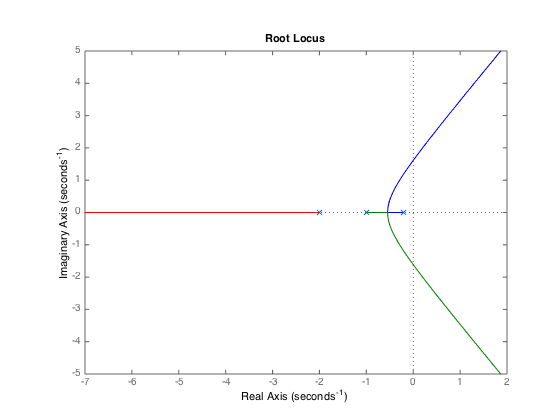 Root Locus
Imaginary Axis (seconds-1)
5
4
3
2
1
0
-1
-2
-3
-4
-5
-7 -6 -5 -4 -3 -2 -1 0 1 2
Real Axis (seconds-1)